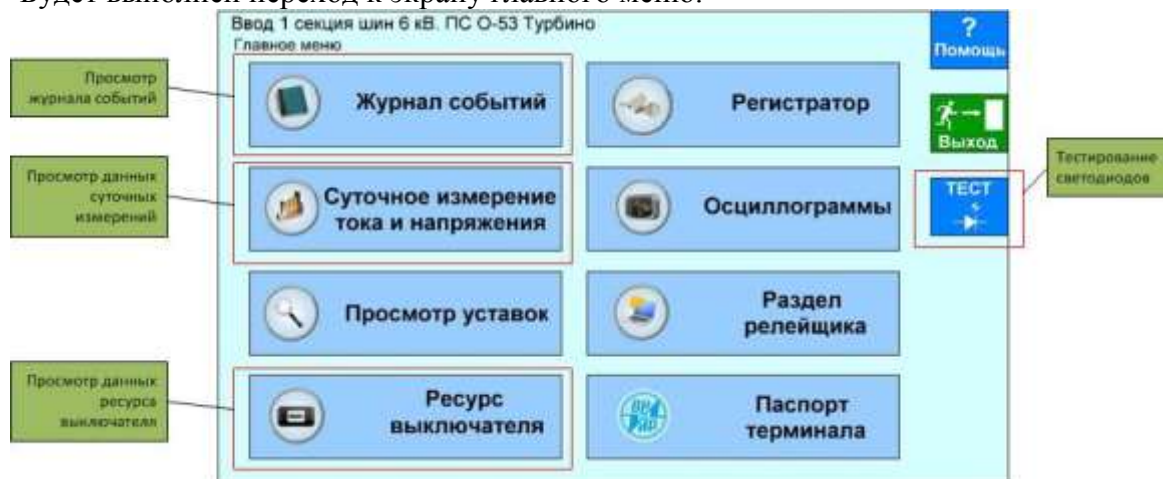 Будет выполнен переход к экрану главного меню.
Ввод 1 секция шин 6 кВ. ПС О-53 Турбино
Главное меню
?
Помощь
Просмотр
журнала событий
Журнал событий
Регистратор
Выход
Тестирование
светодиодов
Просмотр данных
суточных
измерений
Суточное измерение
тока и напряжения
Осциллограммы
ТЕСТ
Просмотр уставок
Раздел
релейщика
Просмотр данных
ресурса
выключателя
Ресурс
выключателя
Паспорт
терминала